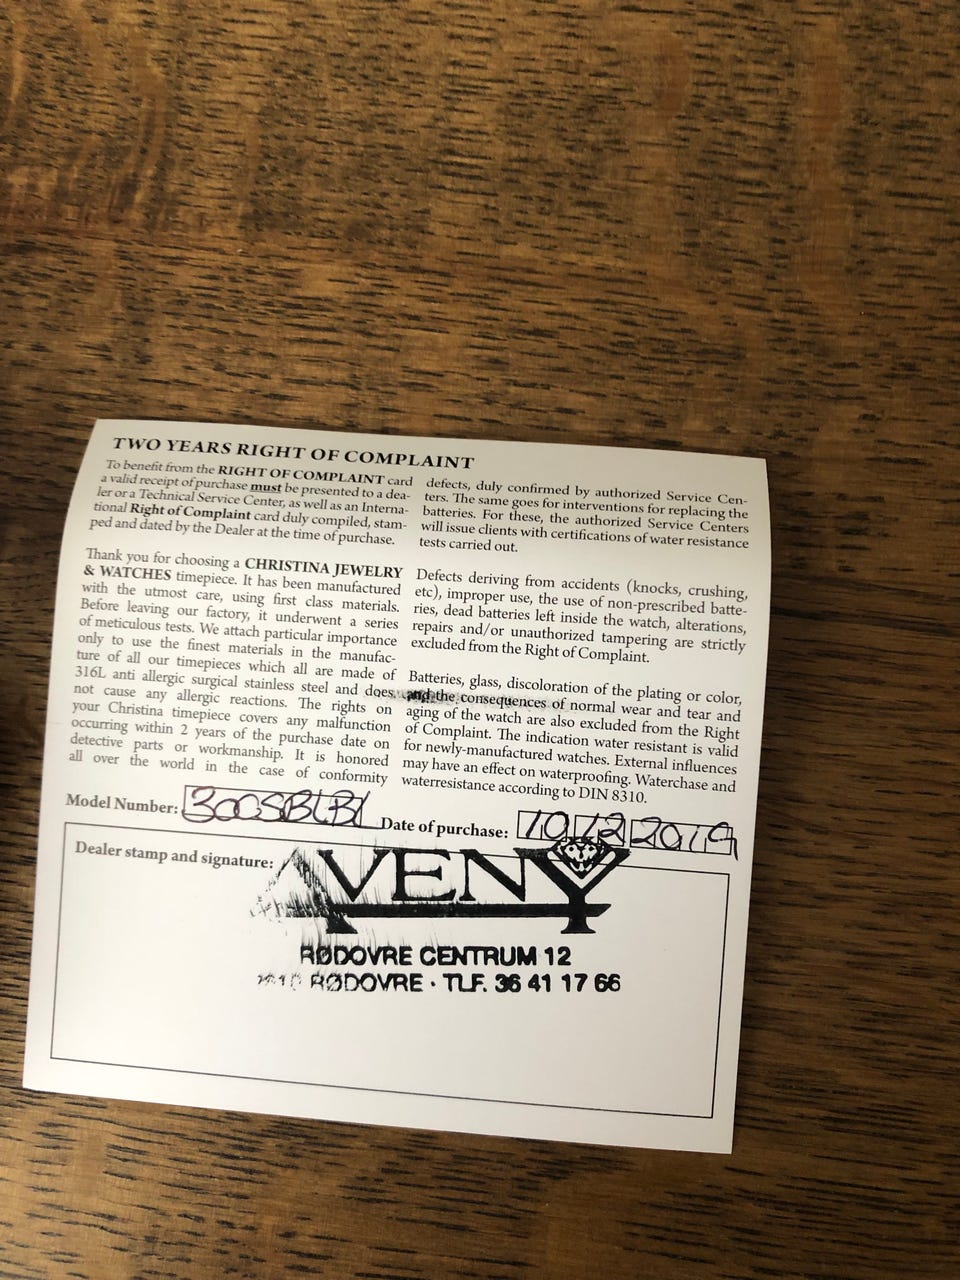 TWO YEARS RIGHT OF COMPLAINT
To benefit from the RIGHT OF COMPLAINT card
a valid receipt of purchase must be presented to a dea-
ler or a Technical Service Center, as well as an Interna-
tional Right of Complaint card duly compiled, stam-
ped and dated by the Dealer at the time of purchase.
Thank you for choosing a CHRISTINA JEWELRY
& WATCHES timepiece. It has been manufactured
with the utmost care, using first class materials.
Before leaving our factory, it underwent a series
of meticulous tests. We attach particular importance
only to use the finest materials in the manufac-
ture of all our timepieces which all are made of
316L anti allergic surgical stainless steel and does
not cause any allergic reactions. The rights on
your Christina timepiece covers any malfunction
occurring within 2 years of the purchase date on
detective parts or workmanship. It is honored
all over the world in the case of conformity
defects, duly confirmed by authorized Service Cen-
ters. The same goes for interventions for replacing the
batteries. For these, the authorized Service Centers
will issue clients with certifications of water resistance
tests carried out.
Defects deriving from accidents (knocks, crushing,
etc), improper use, the use of non-prescribed batte-
ries, dead batteries left inside the watch, alterations,
repairs and/or unauthorized tampering are strictly
excluded from the Right of Complaint.
Batteries, glass, discoloration of the plating or color,
and the consequences of normal wear and tear and
aging of the watch are also excluded from the Right
of Complaint. The indication water resistant is valid
for newly-manufactured watches. External influences
may have an effect on waterproofing. Waterchase and
waterresistance according to DIN 8310.
Model Number: 300SBLBL
Date of purchase: 10 12 2019
Dealer stamp and signature:
AVENY
RØDOVRE CENTRUM 12
RØDOVRE · TLF. 36 41 17 66